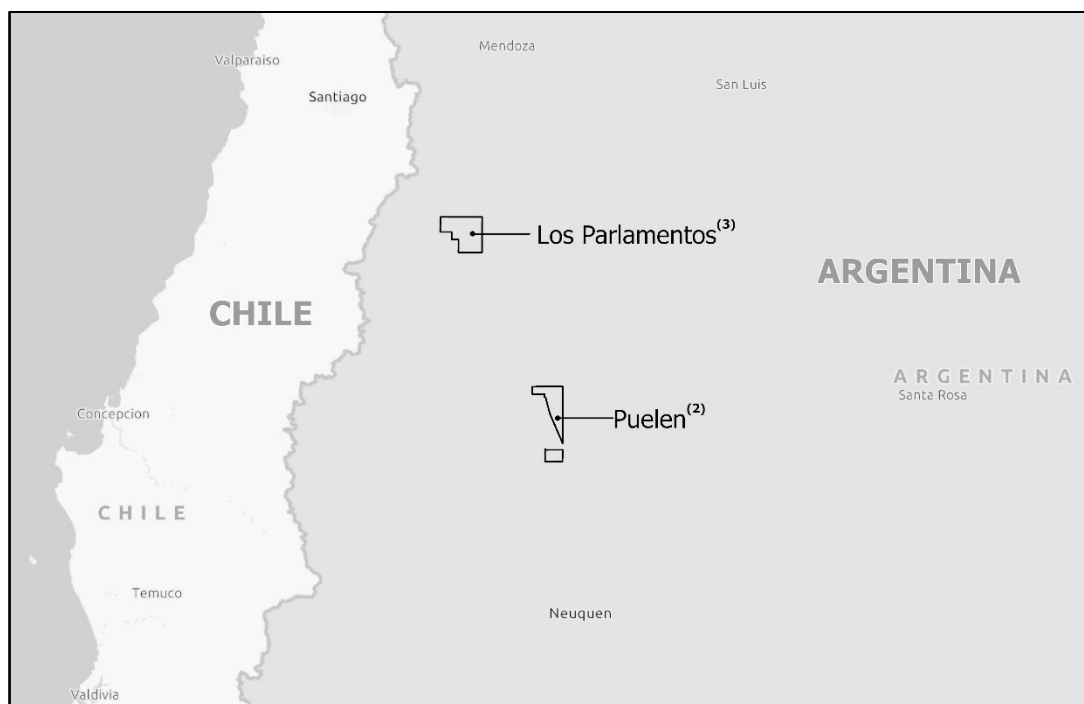 Mendoza
Valparaiso
San Luis
Santiago
Los Parlamentos(3)
ARGENTINA
CHILE
ARGENTINA
Santa Rosa
Concepcion
Puelen(2)
CHILE
Temuco
Neuquen
Valdivia